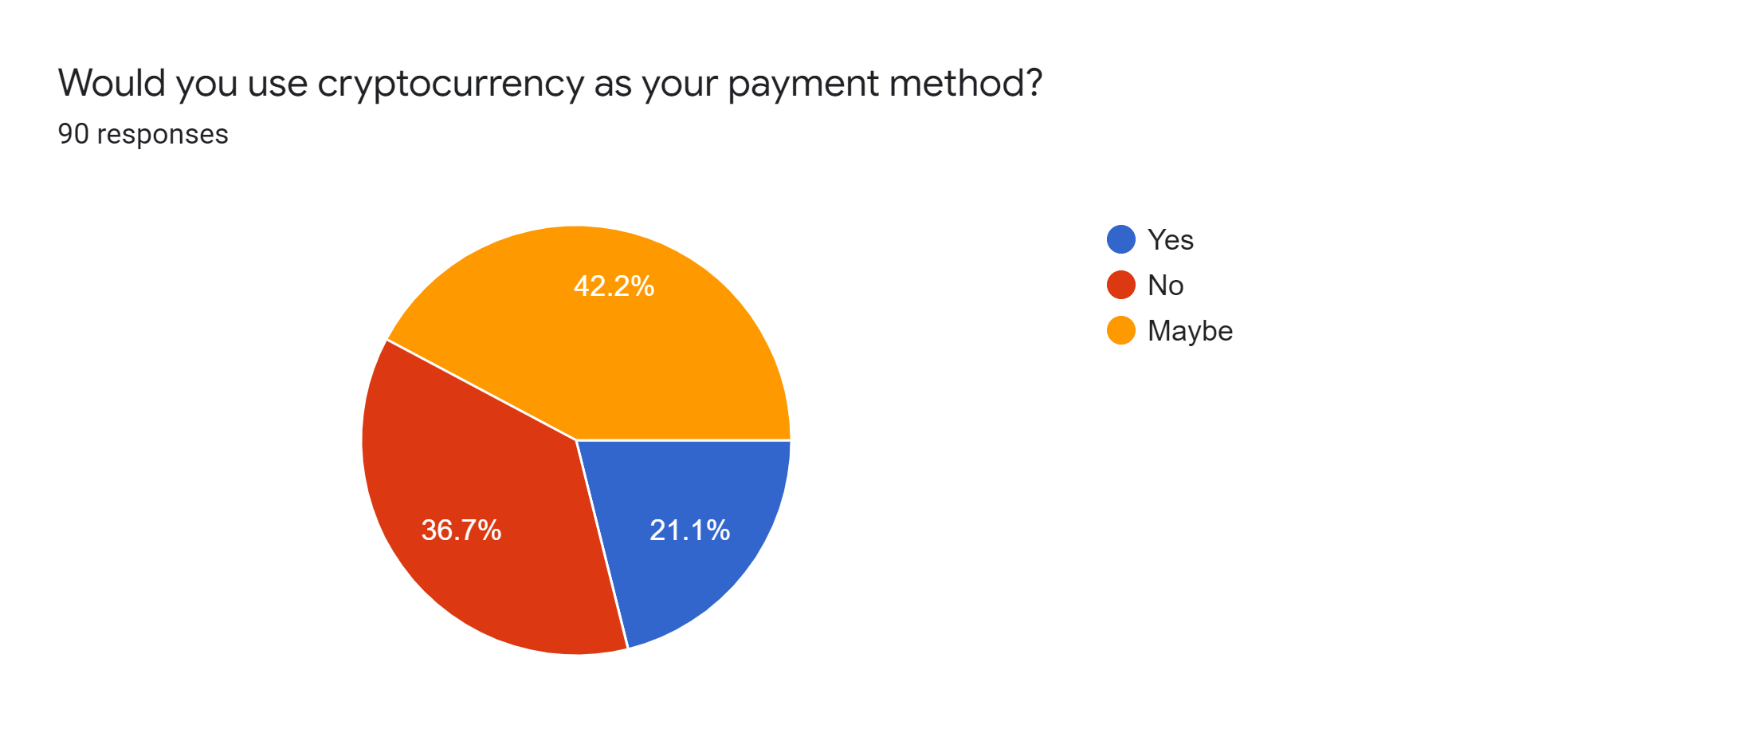 Would you use cryptocurrency as your payment method?
90 responses
42.2%
36.7%
21.1%
Yes
No
Maybe